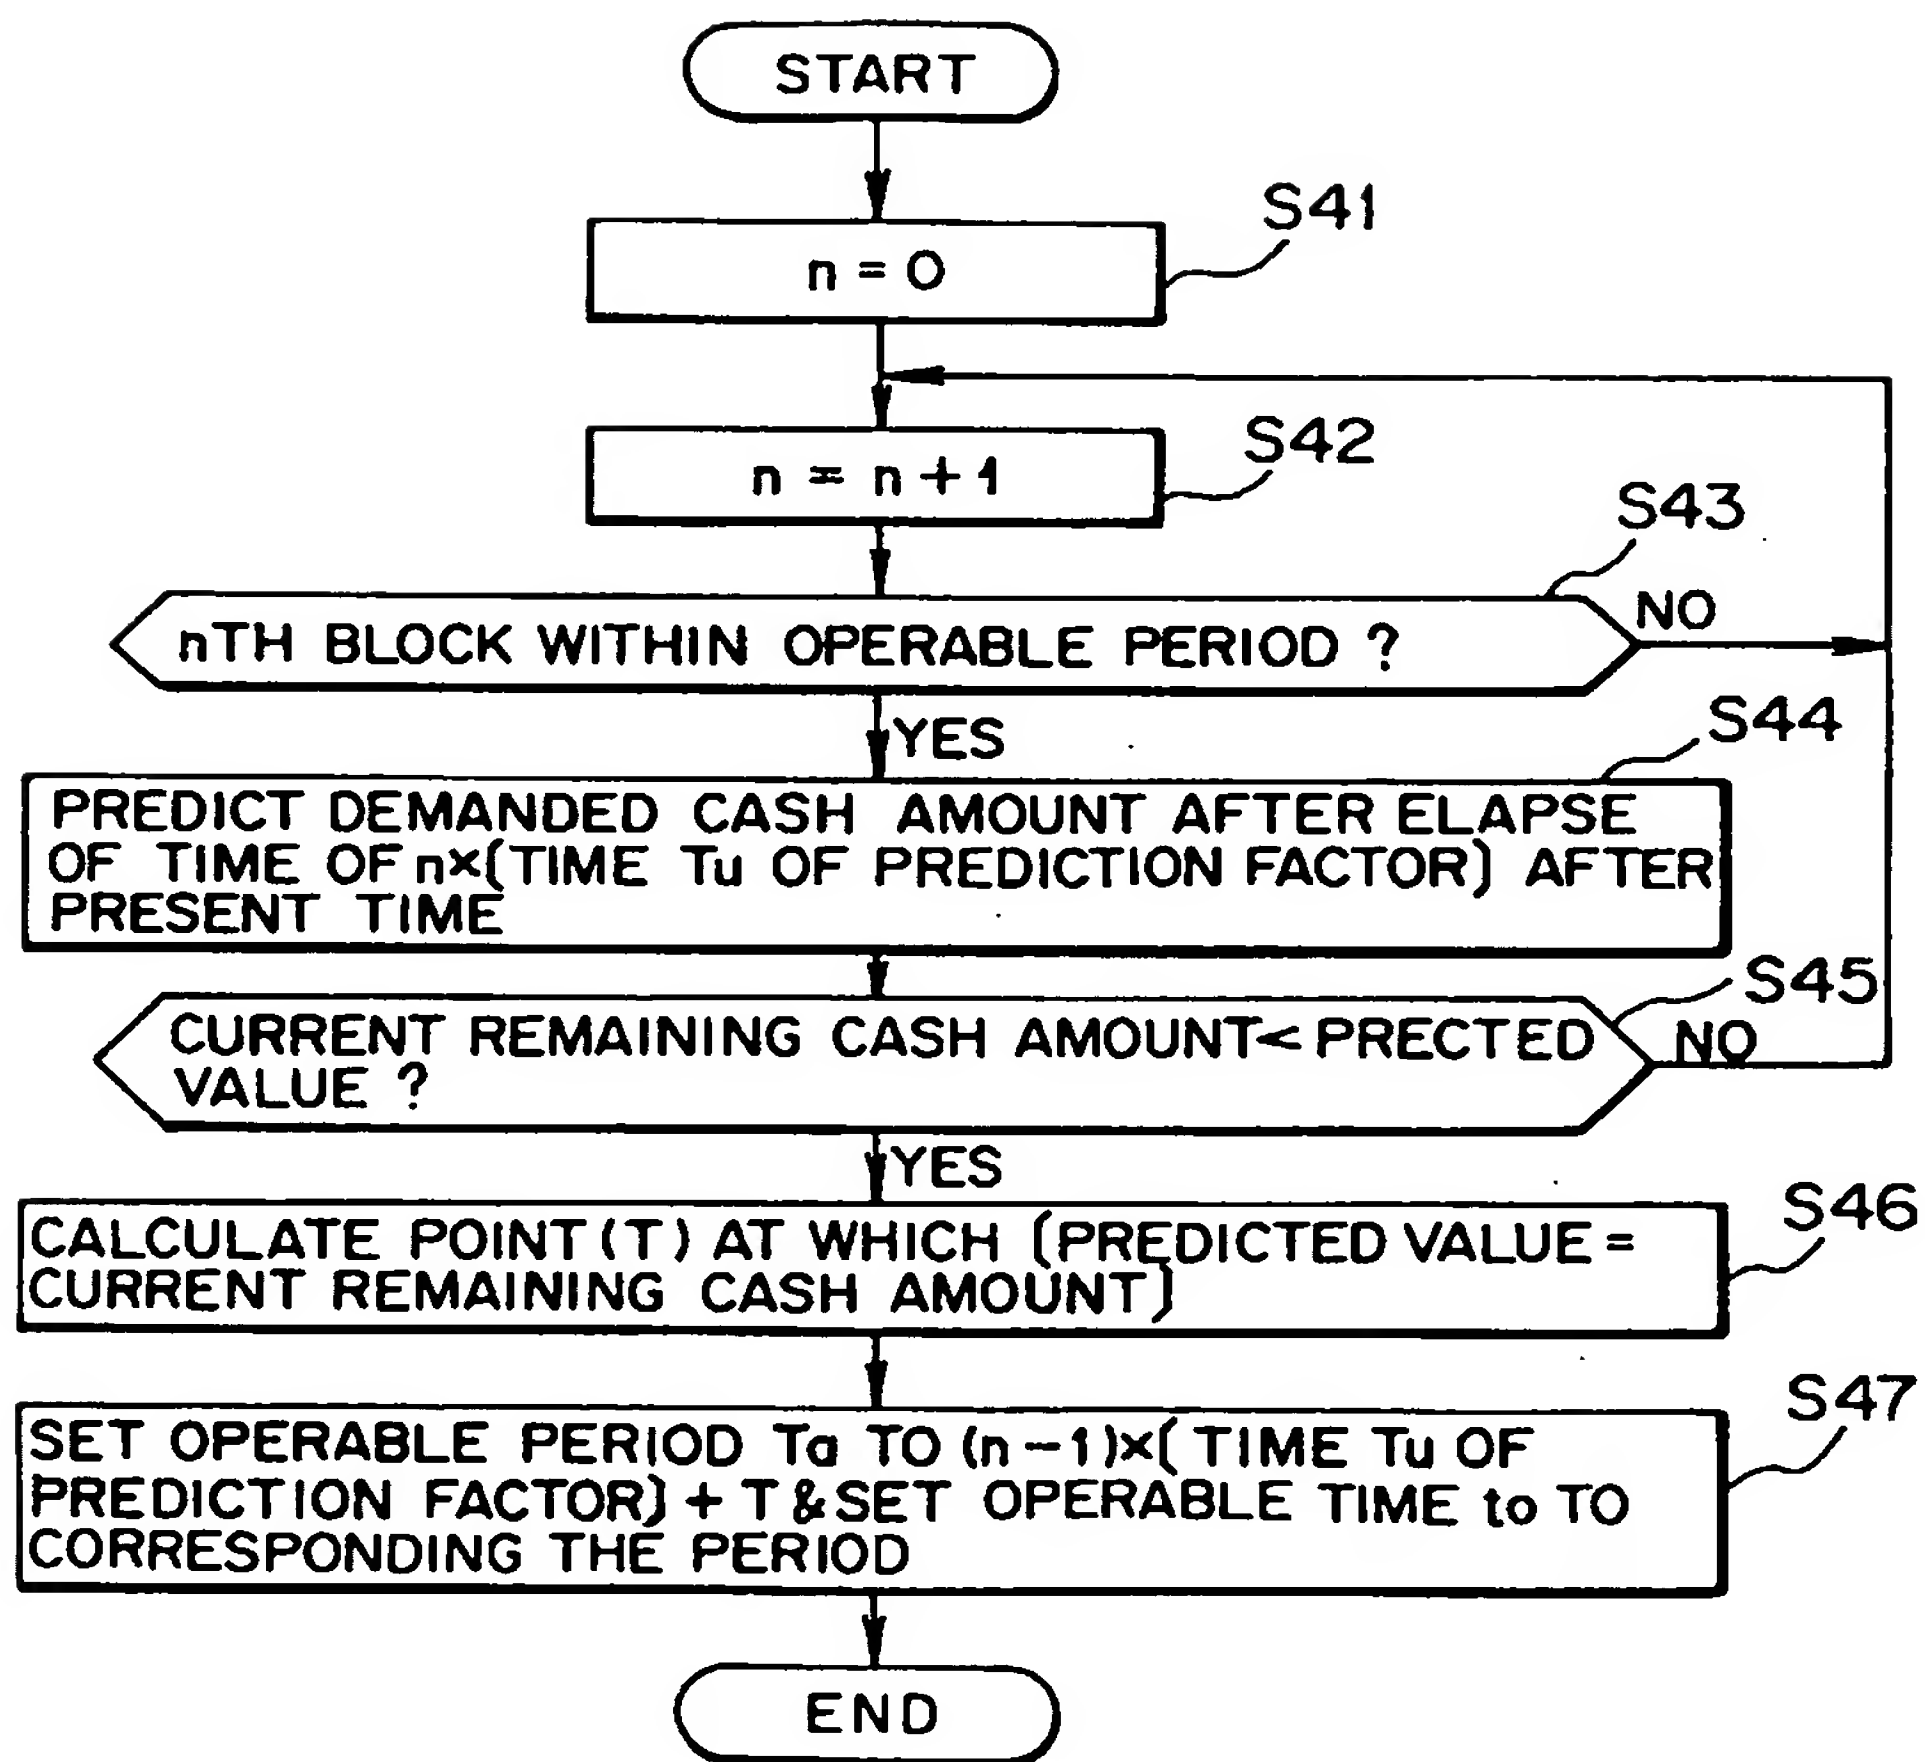 START
S41
n = 0
S42
n = n + 1
S43
nTH BLOCK WITHIN OPERABLE PERIOD ?
NO
YES
S44
PREDICT DEMANDED CASH AMOUNT AFTER ELAPSE
OF TIME OF n×(TIME Tu OF PREDICTION FACTOR) AFTER
PRESENT TIME
S45
CURRENT REMAINING CASH AMOUNT< PRECTED
VALUE ?
NO
YES
S46
CALCULATE POINT (T) AT WHICH (PREDICTED VALUE =
CURRENT REMAINING CASH AMOUNT)
S47
SET OPERABLE PERIOD Ta TO (n - 1)×( TIME Tu OF
PREDICTION FACTOR) + T & SET OPERABLE TIME to TO
CORRESPONDING THE PERIOD
END